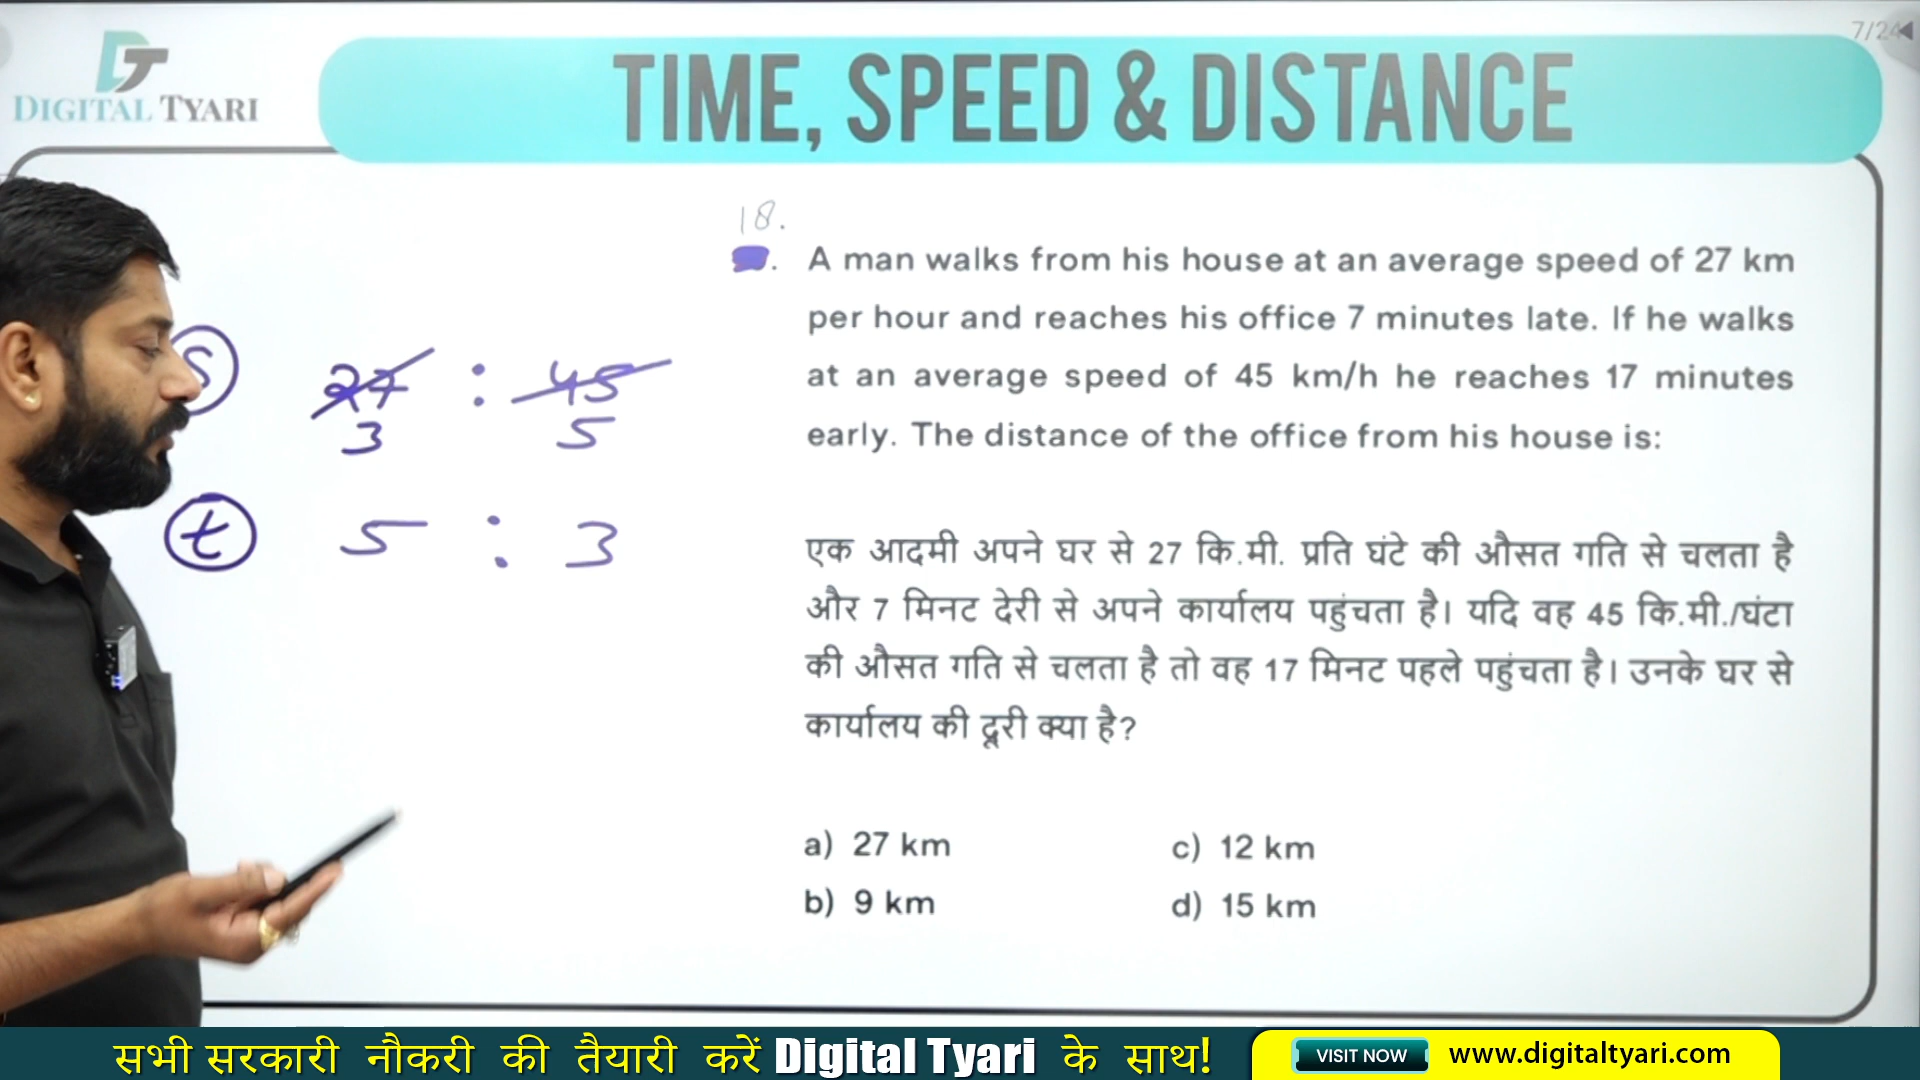 7/24
DIGITAL TYARI
TIME, SPEED & DISTANCE
18.
A man walks from his house at an average speed of 27 km
per hour and reaches his office 7 minutes late. If he walks
at an average speed of 45 km/h he reaches 17 minutes
early. The distance of the office from his house is:
S 27 : 45
3 5
t 5 : 3
एक आदमी अपने घर से 27 कि.मी. प्रति घंटे की औसत गति से चलता है
और 7 मिनट देरी से अपने कार्यालय पहुंचता है। यदि वह 45 कि.मी./घंटा
की औसत गति से चलता है तो वह 17 मिनट पहले पहुंचता है। उनके घर से
कार्यालय की दूरी क्या है?
a) 27 km
c) 12 km
b) 9 km
d) 15 km
सभी सरकारी नौकरी की तैयारी करें Digital Tyari के साथ!
VISIT NOW
www.digitaltyari.com